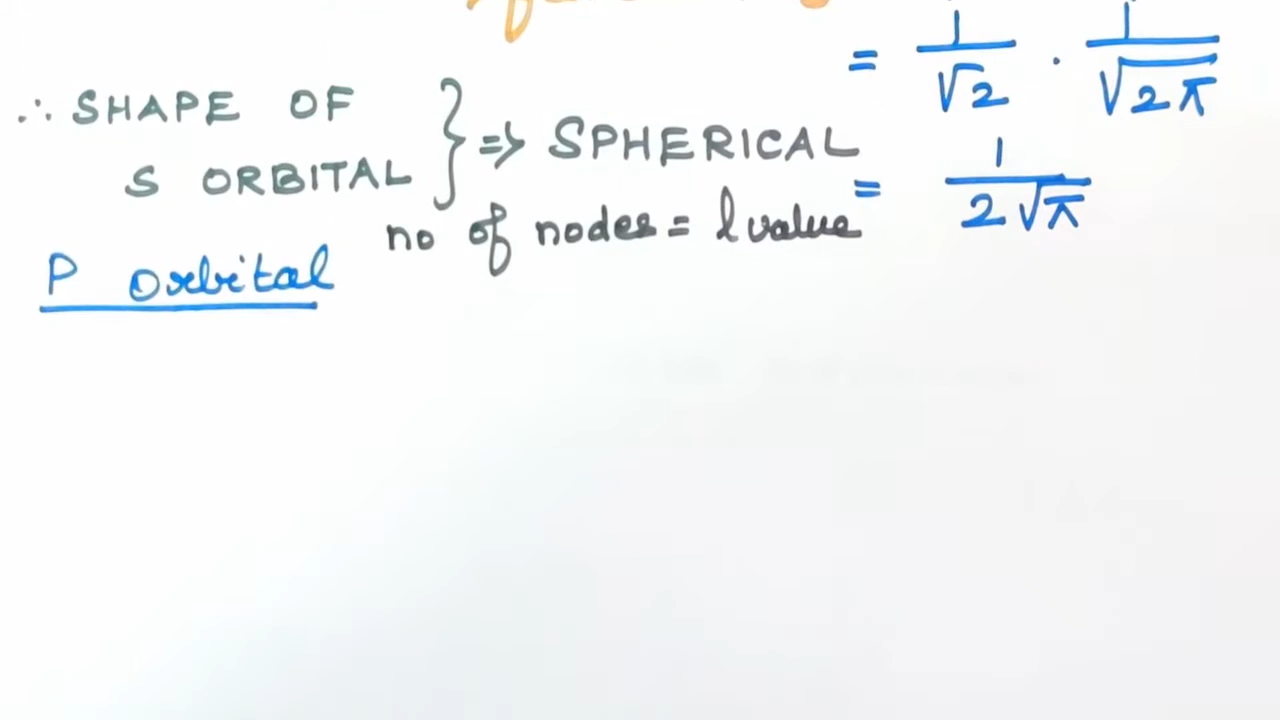 ∴ SHAPE OF
S ORBITAL } => SPHERICAL
no of nodes = l value
P Orbital
= 1/√2 · 1/√2π
= 1/2√π